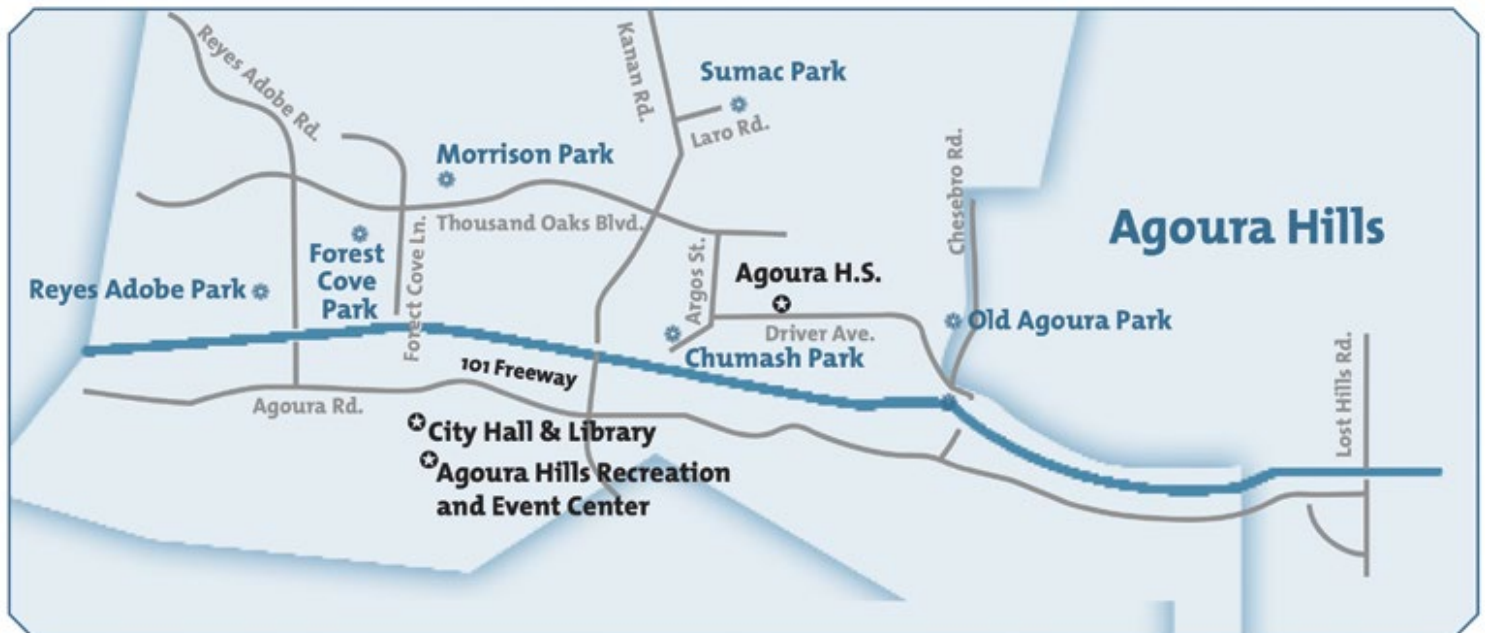 Reyes Adobe Rd.
Kanan Rd.
Sumac Park
Laro Rd.
Morrison Park
Chesebro Rd.
Thousand Oaks Blvd.
Agoura Hills
Forest
Cove
Park
Forect Cove Ln.
Reyes Adobe Park
Argos St.
Agoura H.S.
Driver Ave.
Old Agoura Park
Chumash Park
101 Freeway
Lost Hills Rd.
Agoura Rd.
City Hall & Library
Agoura Hills Recreation
and Event Center